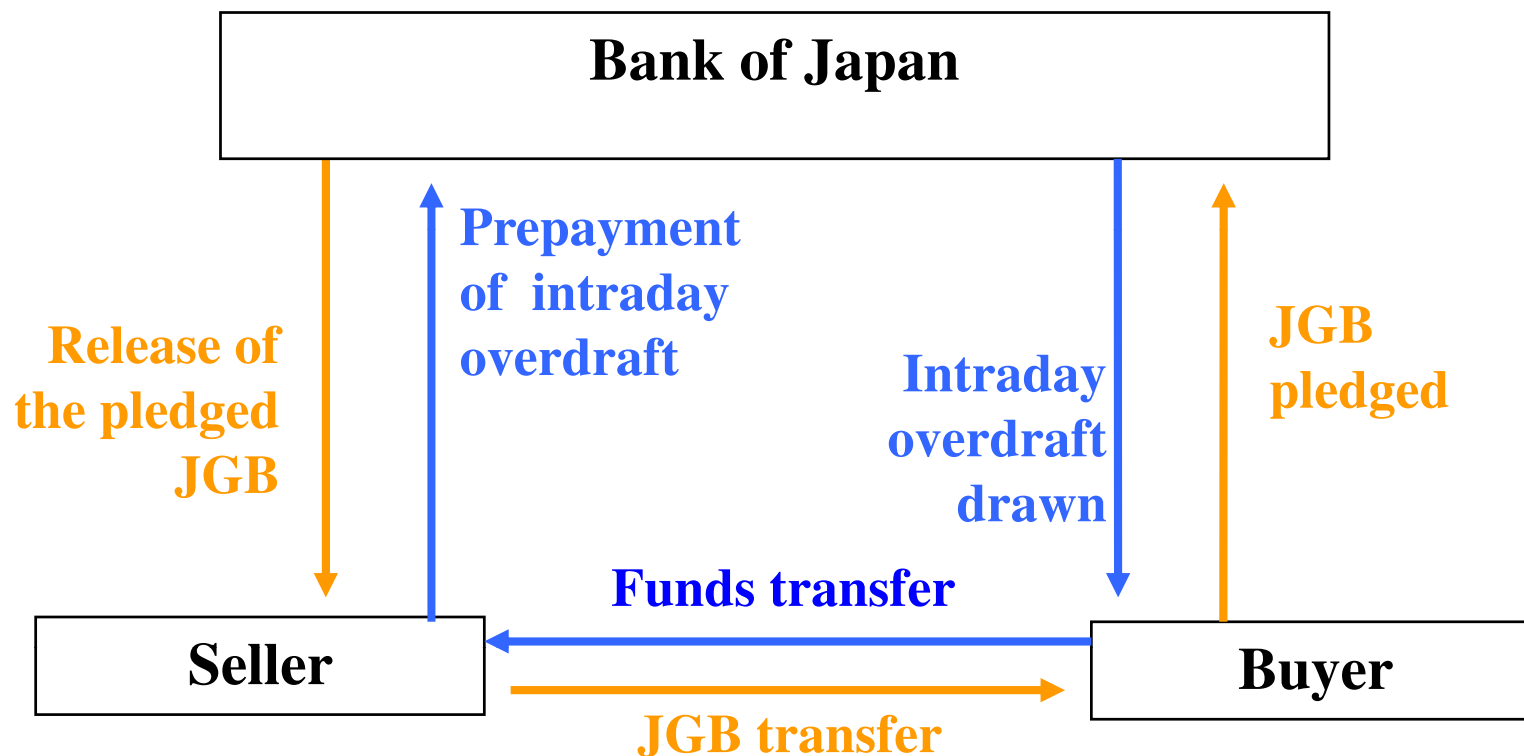 Bank of Japan
Prepayment
of intraday
overdraft
Release of
the pledged
JGB
Intraday
overdraft
drawn
JGB
pledged
Funds transfer
Seller
Buyer
JGB transfer